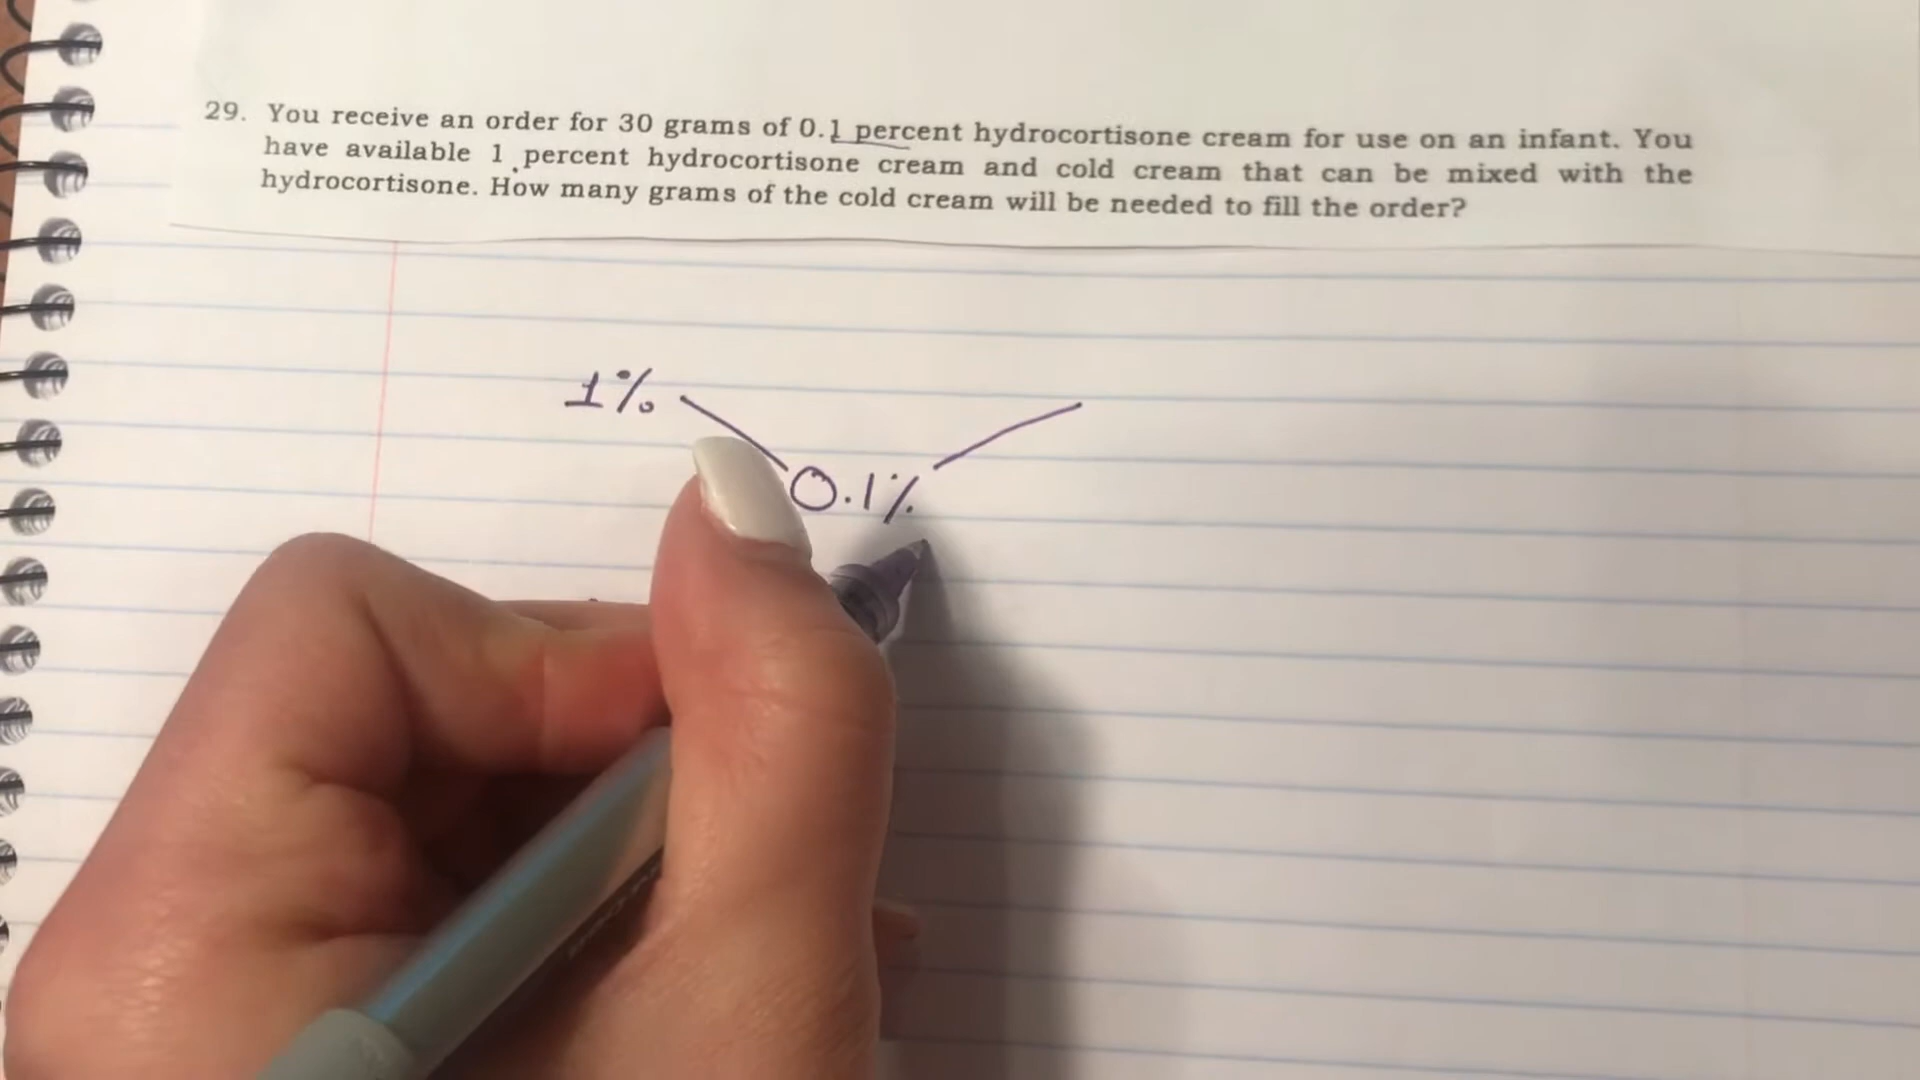 29. You receive an order for 30 grams of 0.1 percent hydrocortisone cream for use on an infant. You
have available 1 percent hydrocortisone cream and cold cream that can be mixed with the
hydrocortisone. How many grams of the cold cream will be needed to fill the order?
1%
0.1%